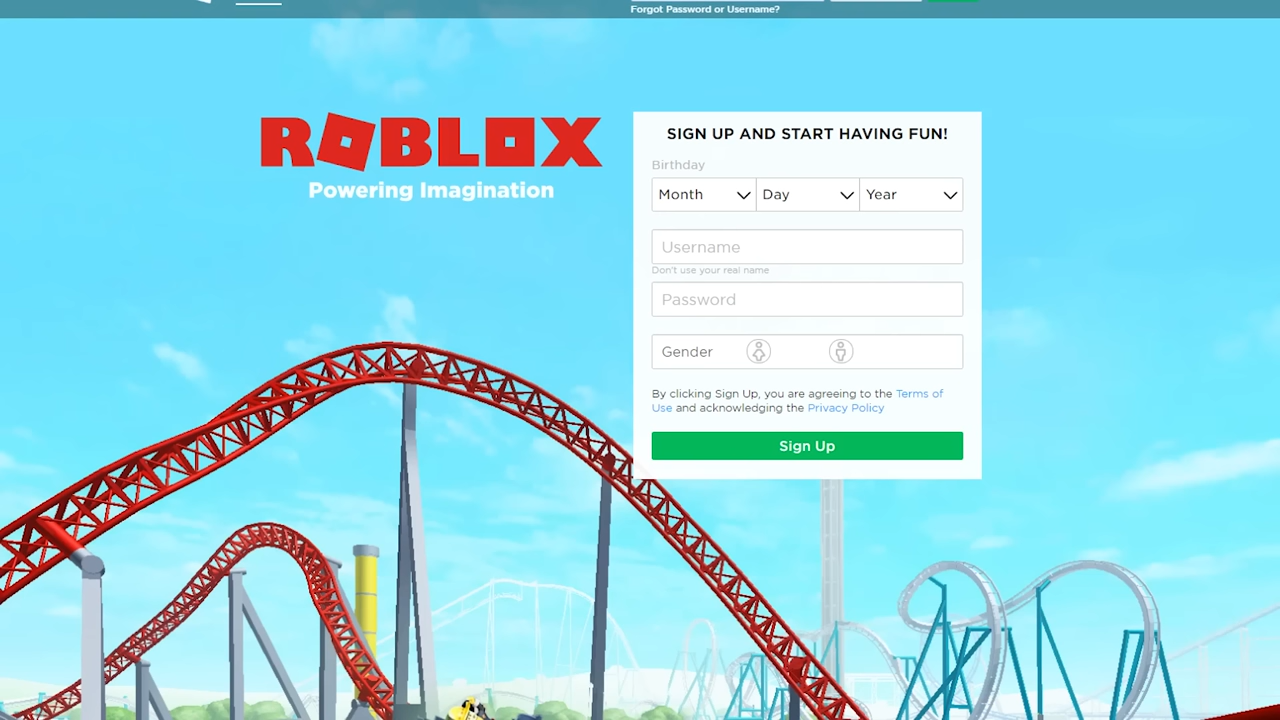 Forgot Password or Username?
ROBLOX
Powering Imagination
SIGN UP AND START HAVING FUN!
Birthday
Month Day Year
Username
Don't use your real name
Password
Gender
By clicking Sign Up, you are agreeing to the Terms of
Use and acknowledging the Privacy Policy
Sign Up